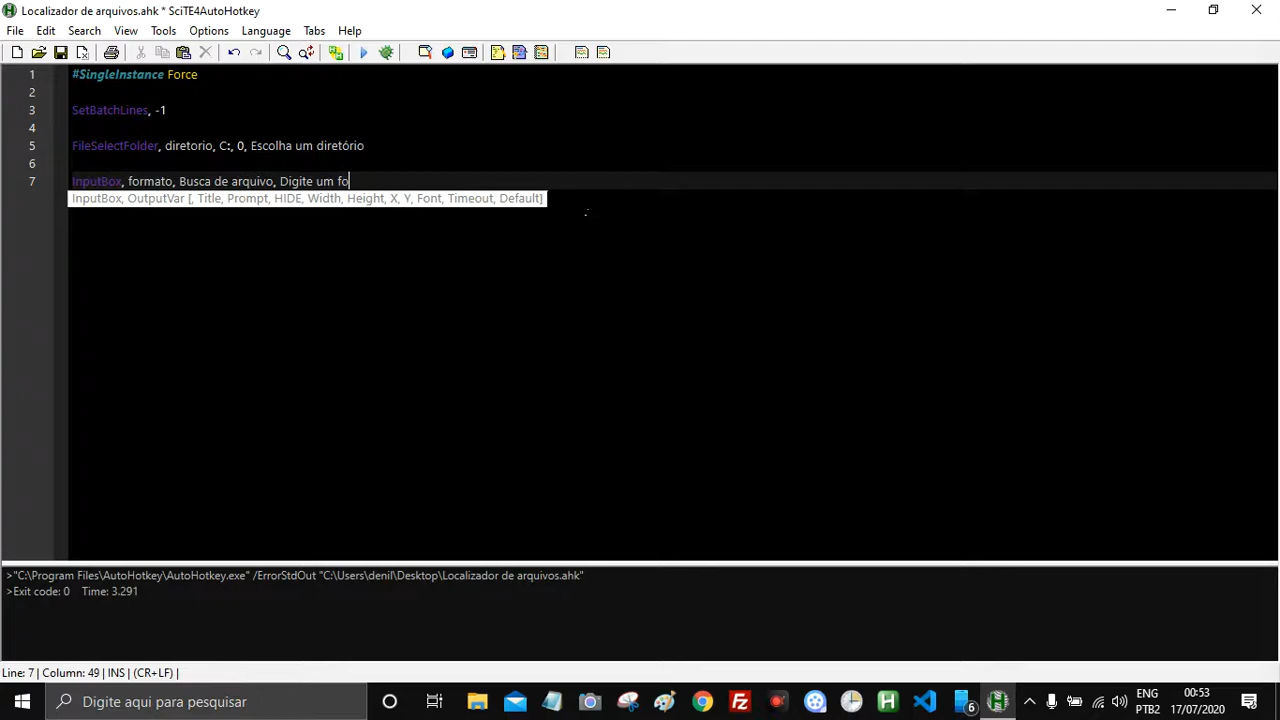 Localizador de arquivos.ahk * SciTE4AutoHotkey
File Edit Search View Tools Options Language Tabs Help
1 #SingleInstance Force
2
3 SetBatchLines, -1
4
5 FileSelectFolder, diretorio, C:, 0, Escolha um diretório
6
7 InputBox, formato, Busca de arquivo, Digite um fo
InputBox, OutputVar [, Title, Prompt, HIDE, Width, Height, X, Y, Font, Timeout, Default]
>"C:\Program Files\AutoHotkey\AutoHotkey.exe" /ErrorStdOut "C:\Users\denil\Desktop\Localizador de arquivos.ahk"
>Exit code: 0 Time: 3.291
Line: 7 | Column: 49 | INS | (CR+LF) |
Digite aqui para pesquisar
6
ENG 00:53
PTB2 17/07/2020